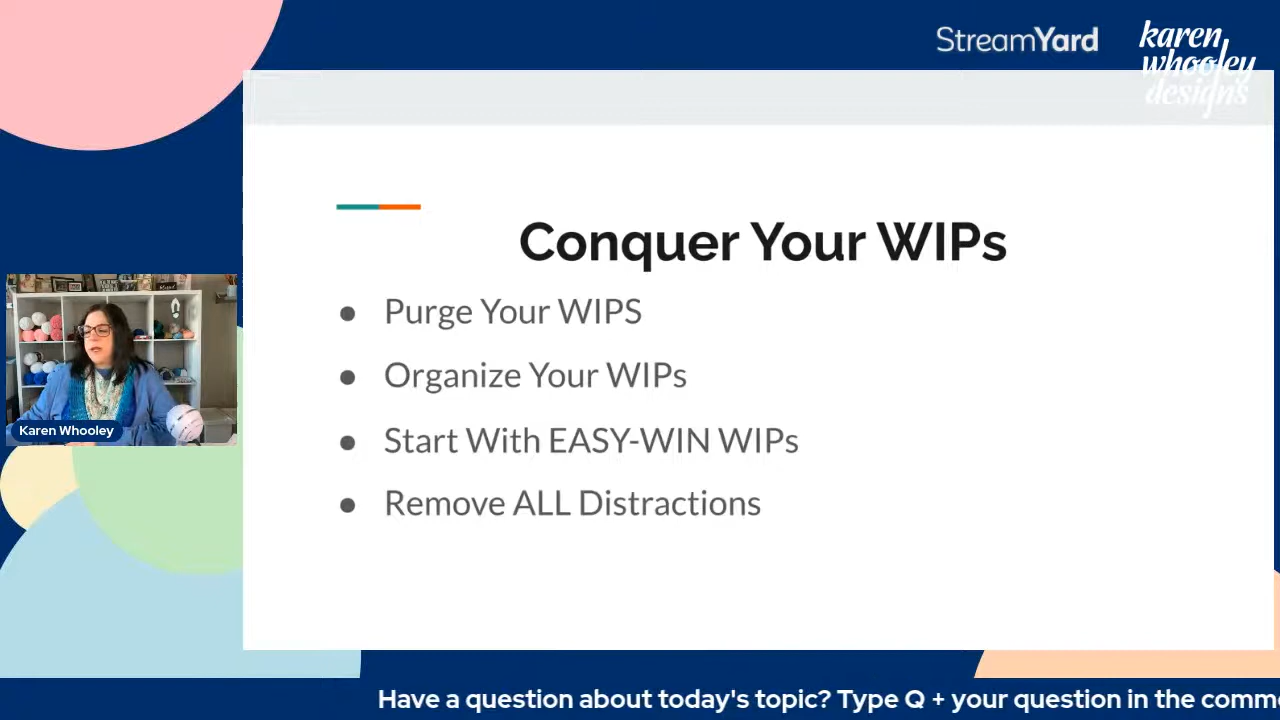 StreamYard
karen
whooley
designs
Conquer Your WIPs
● Purge Your WIPS
● Organize Your WIPs
● Start With EASY-WIN WIPs
● Remove ALL Distractions
Karen Whooley
Have a question about today's topic? Type Q + your question in the comme